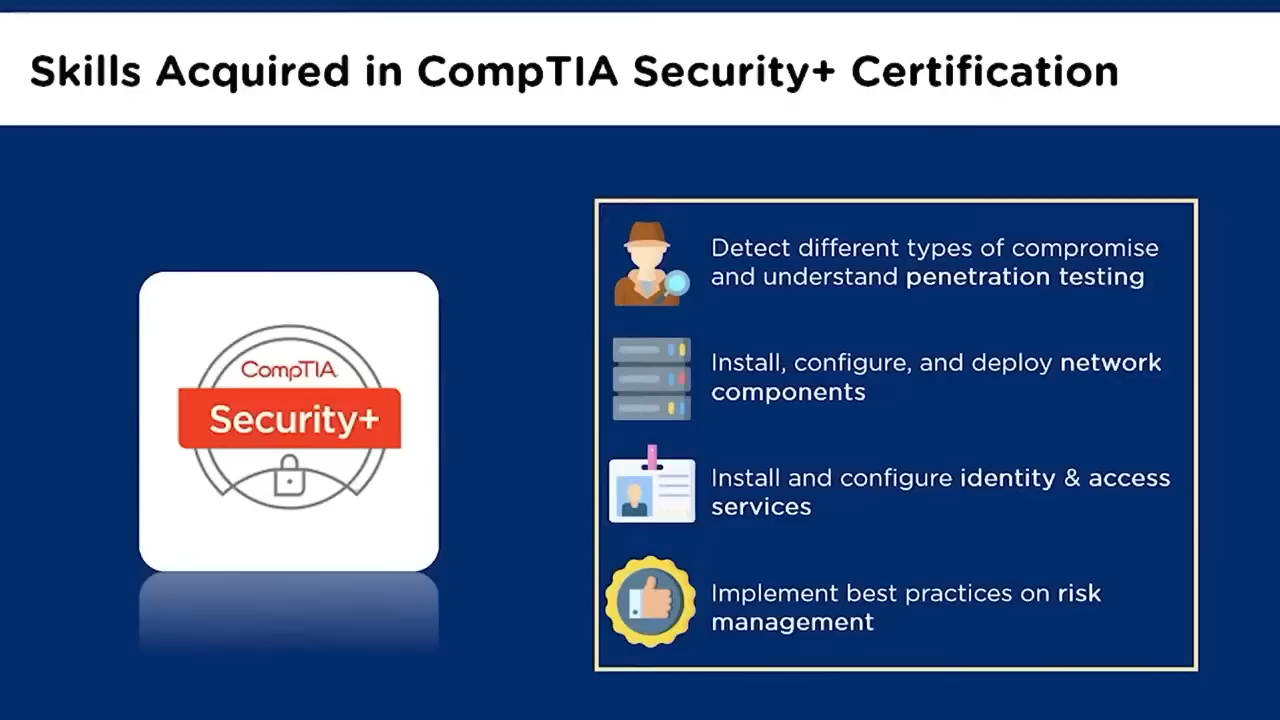 Skills Acquired in CompTIA Security+ Certification
CompTIA
Security+
Detect different types of compromise
and understand penetration testing
Install, configure, and deploy network
components
Install and configure identity & access
services
Implement best practices on risk
management